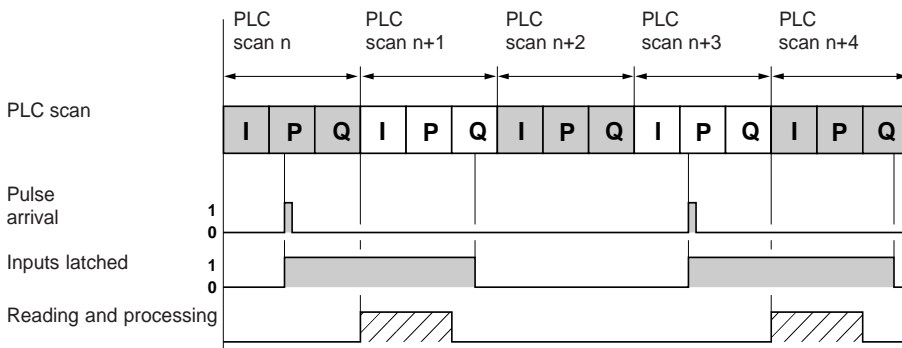 PLC PLC PLC PLC PLC
scan n scan n+1 scan n+2 scan n+3 scan n+4
PLC scan
I P Q I P Q I P Q I P Q I P Q
Pulse
arrival
1
0
Inputs latched
1
0
Reading and processing